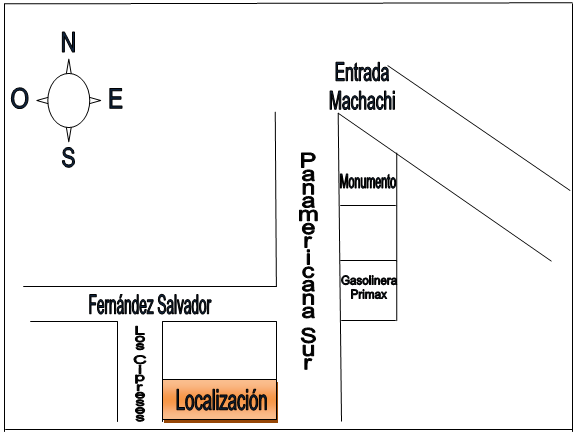 N
O E
S
Entrada
Machachi
Panamericana Sur
Monumento
Gasolinera
Primax
Fernández Salvador
Los Cipreses
Localización